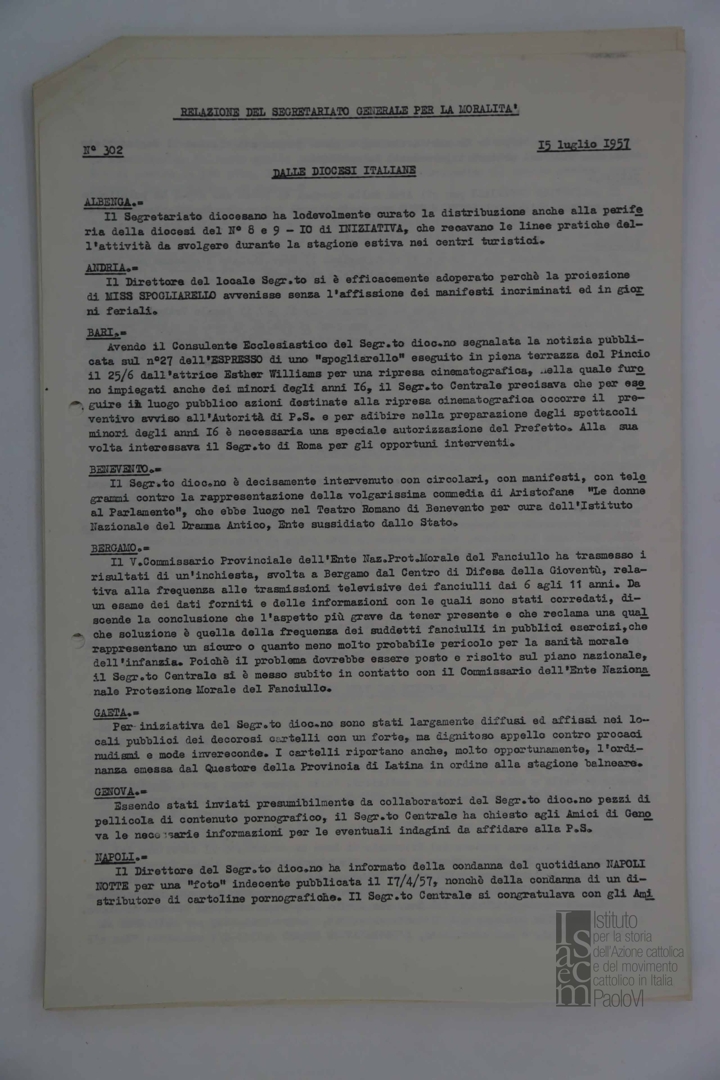 RELAZIONE DEL SEGRETARIATO GENERALE PER LA MORALITA'
N° 302
15 luglio 1957
DALLE DIOCESI ITALIANE
ALBENGA.=
Il Segretariato diocesano ha lodevolmente curato la distribuzione anche alla perife
ria della diocesi del N° 8 e 9 - IO di INIZIATIVA, che recavano le linee pratiche del-
l'attività da svolgere durante la stagione estiva nei centri turistici.
ANDRIA.=
Il Direttore del locale Segr.to si è efficacemente adoperato perchè la proiezione
di MISS SPOGLIARELLO avvenisse senza l'affissione dei manifesti incriminati ed in gior
ni feriali.
BARI.=
Avendo il Consulente Ecclesiastico del Segr.to dioc.no segnalata la notizia pubbli-
cata sul n°27 dell'ESPRESSO di uno "spogliarello" eseguito in piena terrazza del Pincio
il 25/6 dall'attrice Esther Williams per una ripresa cinematografica, nella quale furo
no impiegati anche dei minori degli anni I6, il Segr.to Centrale precisava che per ese
guire in luogo pubblico azioni destinate alla ripresa cinematografica occorre il pre-
ventivo avviso all'Autorità di P.S. e per adibire nella preparazione degli spettacoli
minori degli anni I6 è necessaria una speciale autorizzazione del Prefetto. Alla sua
volta interessava il Segr.to di Roma per gli opportuni interventi.
BENEVENTO.=
Il Segr.to dioc.no è decisamente intervenuto con circolari, con manifesti, con tele
grammi contro la rappresentazione della volgarissima commedia di Aristofane "Le donne
al Parlamento", che ebbe luogo nel Teatro Romano di Benevento per cura dell'Istituto
Nazionale del Dramma Antico, Ente sussidiato dallo Stato.
BERGAMO.=
Il V.Commissario Provinciale dell'Ente Naz.Prot.Morale del Fanciullo ha trasmesso i
risultati di un'inchiesta, svolta a Bergamo dal Centro di Difesa della Gioventù, rela-
tiva alla frequenza alle trasmissioni televisive dei fanciulli dai 6 agli 11 anni. Da
un esame dei dati forniti e delle informazioni con le quali sono stati corredati, di-
scende la conclusione che l'aspetto più grave da tener presente e che reclama una qual
che soluzione è quella della frequenza dei suddetti fanciulli in pubblici esercizi,che
rappresentano un sicuro o quanto meno molto probabile pericolo per la sanità morale
dell'infanzia. Poichè il problema dovrebbe essere posto e risolto sul piano nazionale,
il Segr.to Centrale si è messo subito in contatto con il Commissario dell'Ente Naziona
nale Protezione Morale del Fanciullo.
GAETA.=
Per iniziativa del Segr.to dioc.no sono stati largamente diffusi ed affissi nei lo-
cali pubblici dei decorosi cartelli con un forte, ma dignitoso appello contro procaci
nudismi e mode invereconde. I cartelli riportano anche, molto opportunamente, l'ordi-
nanza emessa dal Questore della Provincia di Latina in ordine alla stagione balneare.
GENOVA.=
Essendo stati inviati presumibilmente da collaboratori del Segr.to dioc.no pezzi di
pellicola di contenuto pornografico, il Segr.to Centrale ha chiesto agli Amici di Geno
va le necessarie informazioni per le eventuali indagini da affidare alla P.S.
NAPOLI.=
Il Direttore del Segr.to dioc.no ha informato della condanna del quotidiano NAPOLI
NOTTE per una "foto" indecente pubblicata il I7/4/57, nonchè della condanna di un di-
stributore di cartoline pornografiche. Il Segr.to Centrale si congratulava con gli Ami
Isacem
Istituto
per la storia
dell'Azione cattolica
e del movimento
cattolico in Italia
PaoloVI